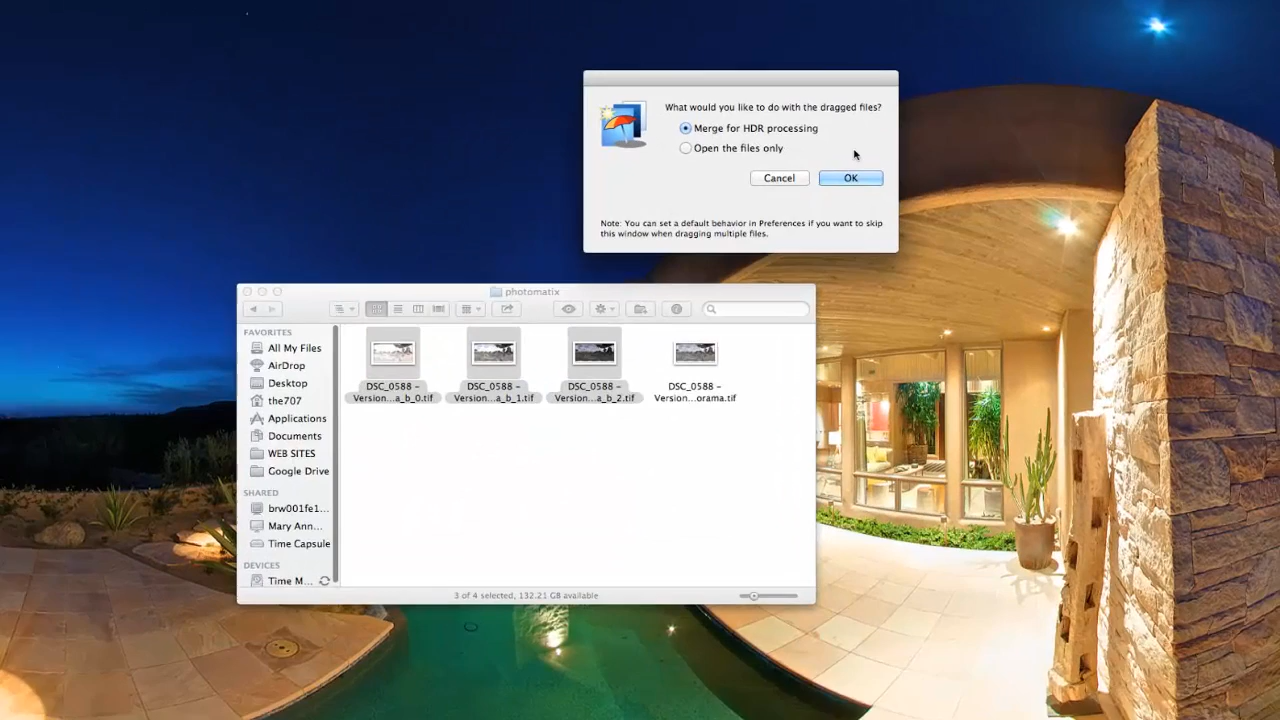 What would you like to do with the dragged files?
Merge for HDR processing
Open the files only
Cancel
OK
Note: You can set a default behavior in Preferences if you want to skip
this window when dragging multiple files.
photomatix
FAVORITES
All My Files
AirDrop
Desktop
the707
Applications
Documents
WEB SITES
Google Drive
SHARED
brw001fe1...
Mary Ann...
Time Capsule
DEVICES
Time M...
DSC_0588 –
Version...a_b_0.tif
DSC_0588 –
Version...a_b_1.tif
DSC_0588 –
Version...a_b_2.tif
DSC_0588 –
Version...orama.tif
3 of 4 selected, 132.21 GB available